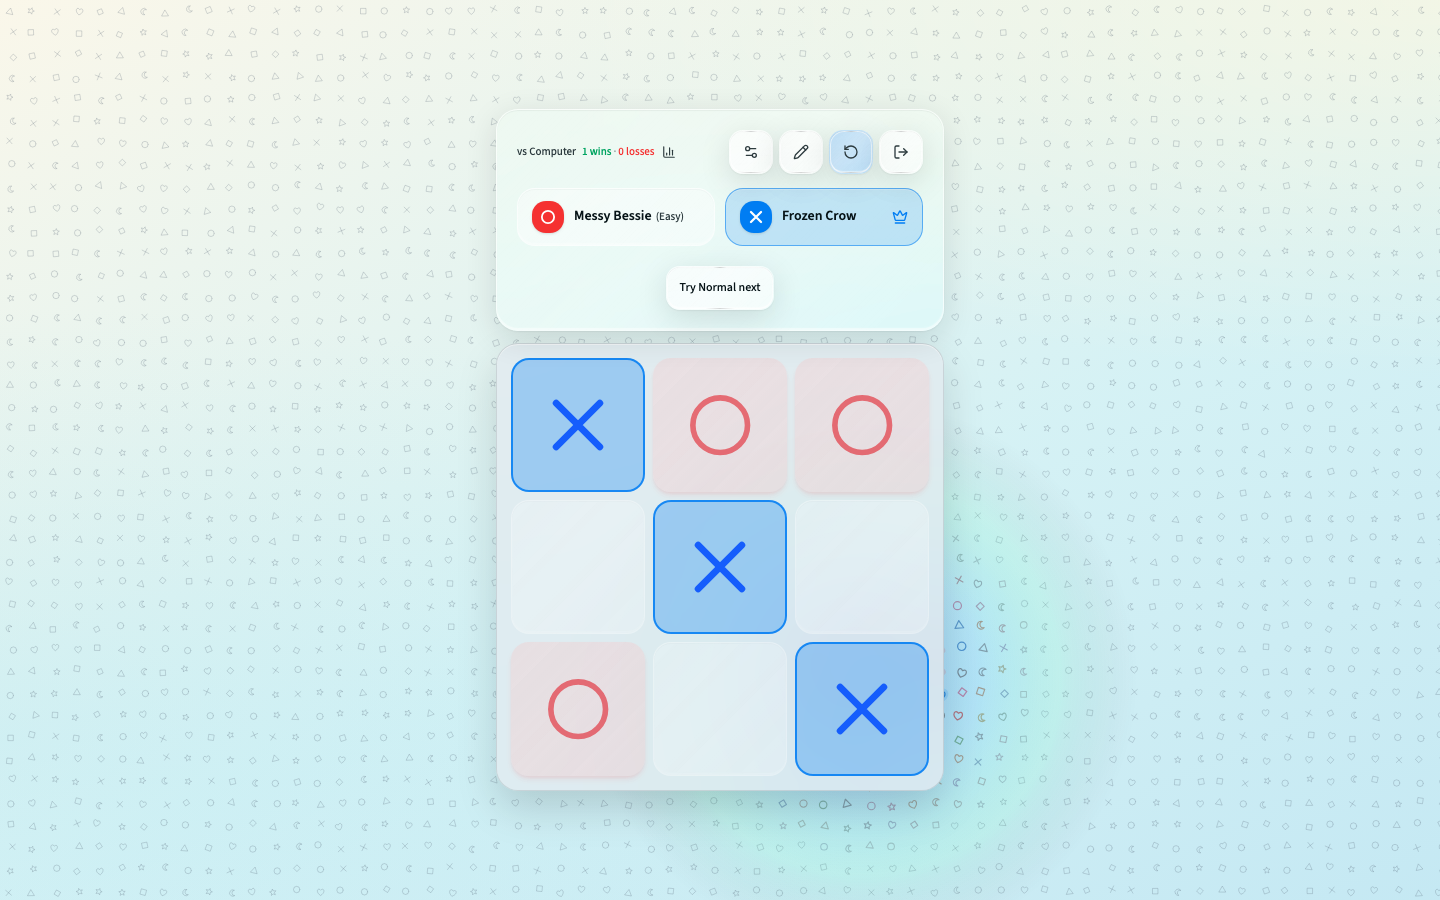 vs Computer 1 wins · 0 losses
Messy Bessie (Easy)
Frozen Crow
Try Normal next